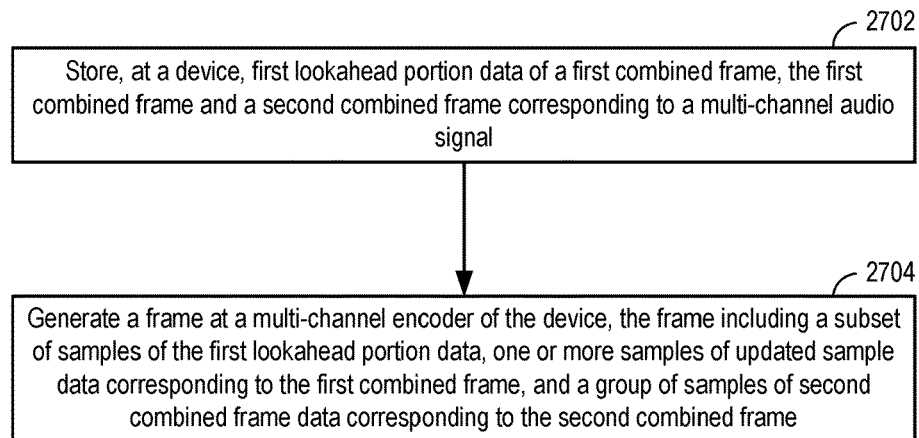 2702
Store, at a device, first lookahead portion data of a first combined frame, the first
combined frame and a second combined frame corresponding to a multi-channel audio
signal
2704
Generate a frame at a multi-channel encoder of the device, the frame including a subset
of samples of the first lookahead portion data, one or more samples of updated sample
data corresponding to the first combined frame, and a group of samples of second
combined frame data corresponding to the second combined frame